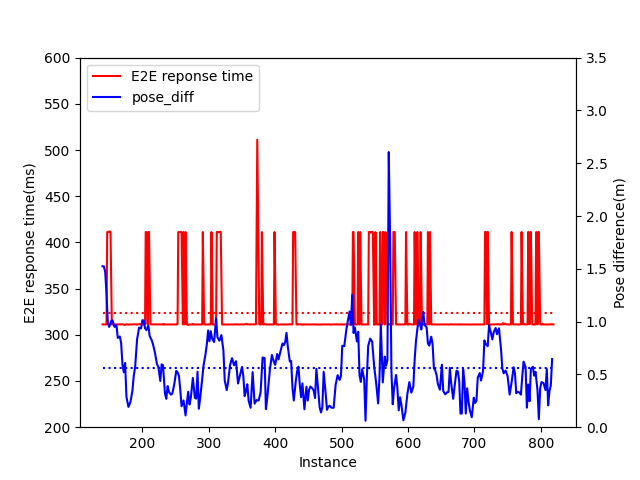 E2E reponse time
pose_diff
600
550
500
450
400
350
300
250
200
3.5
3.0
2.5
2.0
1.5
1.0
0.5
0.0
E2E response time(ms)
Pose difference(m)
200 300 400 500 600 700 800
Instance